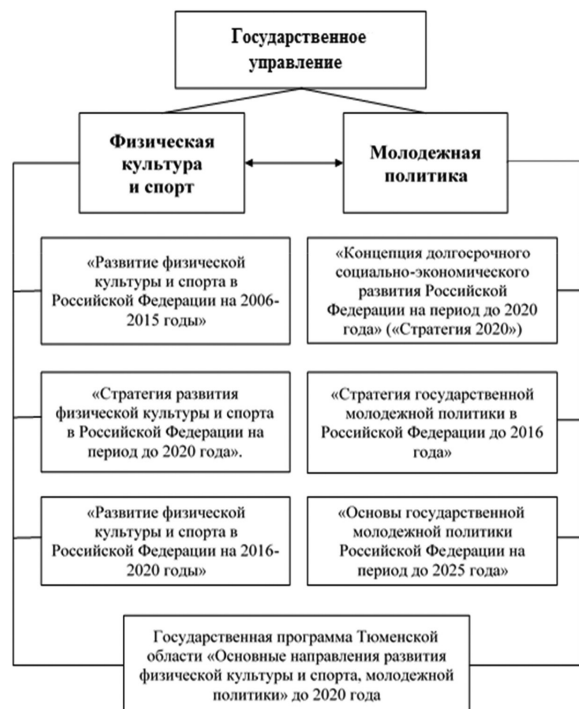 Государственное
управление
Физическая
культура
и спорт
Молодежная
политика
«Развитие физической
культуры и спорта в
Российской Федерации на 2006-
2015 годы»
«Концепция долгосрочного
социально-экономического
развития Российской
Федерации на период до 2020
года» («Стратегия 2020»)
«Стратегия развития
физической культуры и спорта
в Российской Федерации на
период до 2020 года».
«Стратегия государственной
молодежной политики в
Российской Федерации до 2016
года»
«Развитие физической
культуры и спорта в
Российской Федерации на 2016-
2020 годы»
«Основы государственной
молодежной политики
Российской Федерации на
период до 2025 года»
Государственная программа Тюменской
области «Основные направления развития
физической культуры и спорта, молодежной
политики» до 2020 года